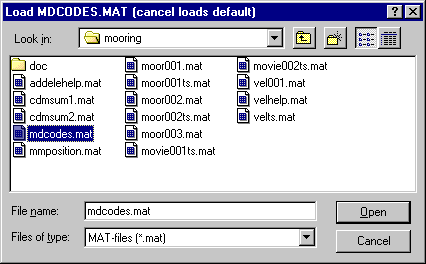 Load MDCODES.MAT (cancel loads default)
Look in: mooring
doc
addelehelp.mat
cdmsum1.mat
cdmsum2.mat
mdcodes.mat
mmposition.mat
moor001.mat
moor001ts.mat
moor002.mat
moor002ts.mat
moor003.mat
movie001ts.mat
movie002ts.mat
vel001.mat
velhelp.mat
velts.mat
File name: mdcodes.mat
Open
Files of type: MAT-files (*.mat)
Cancel